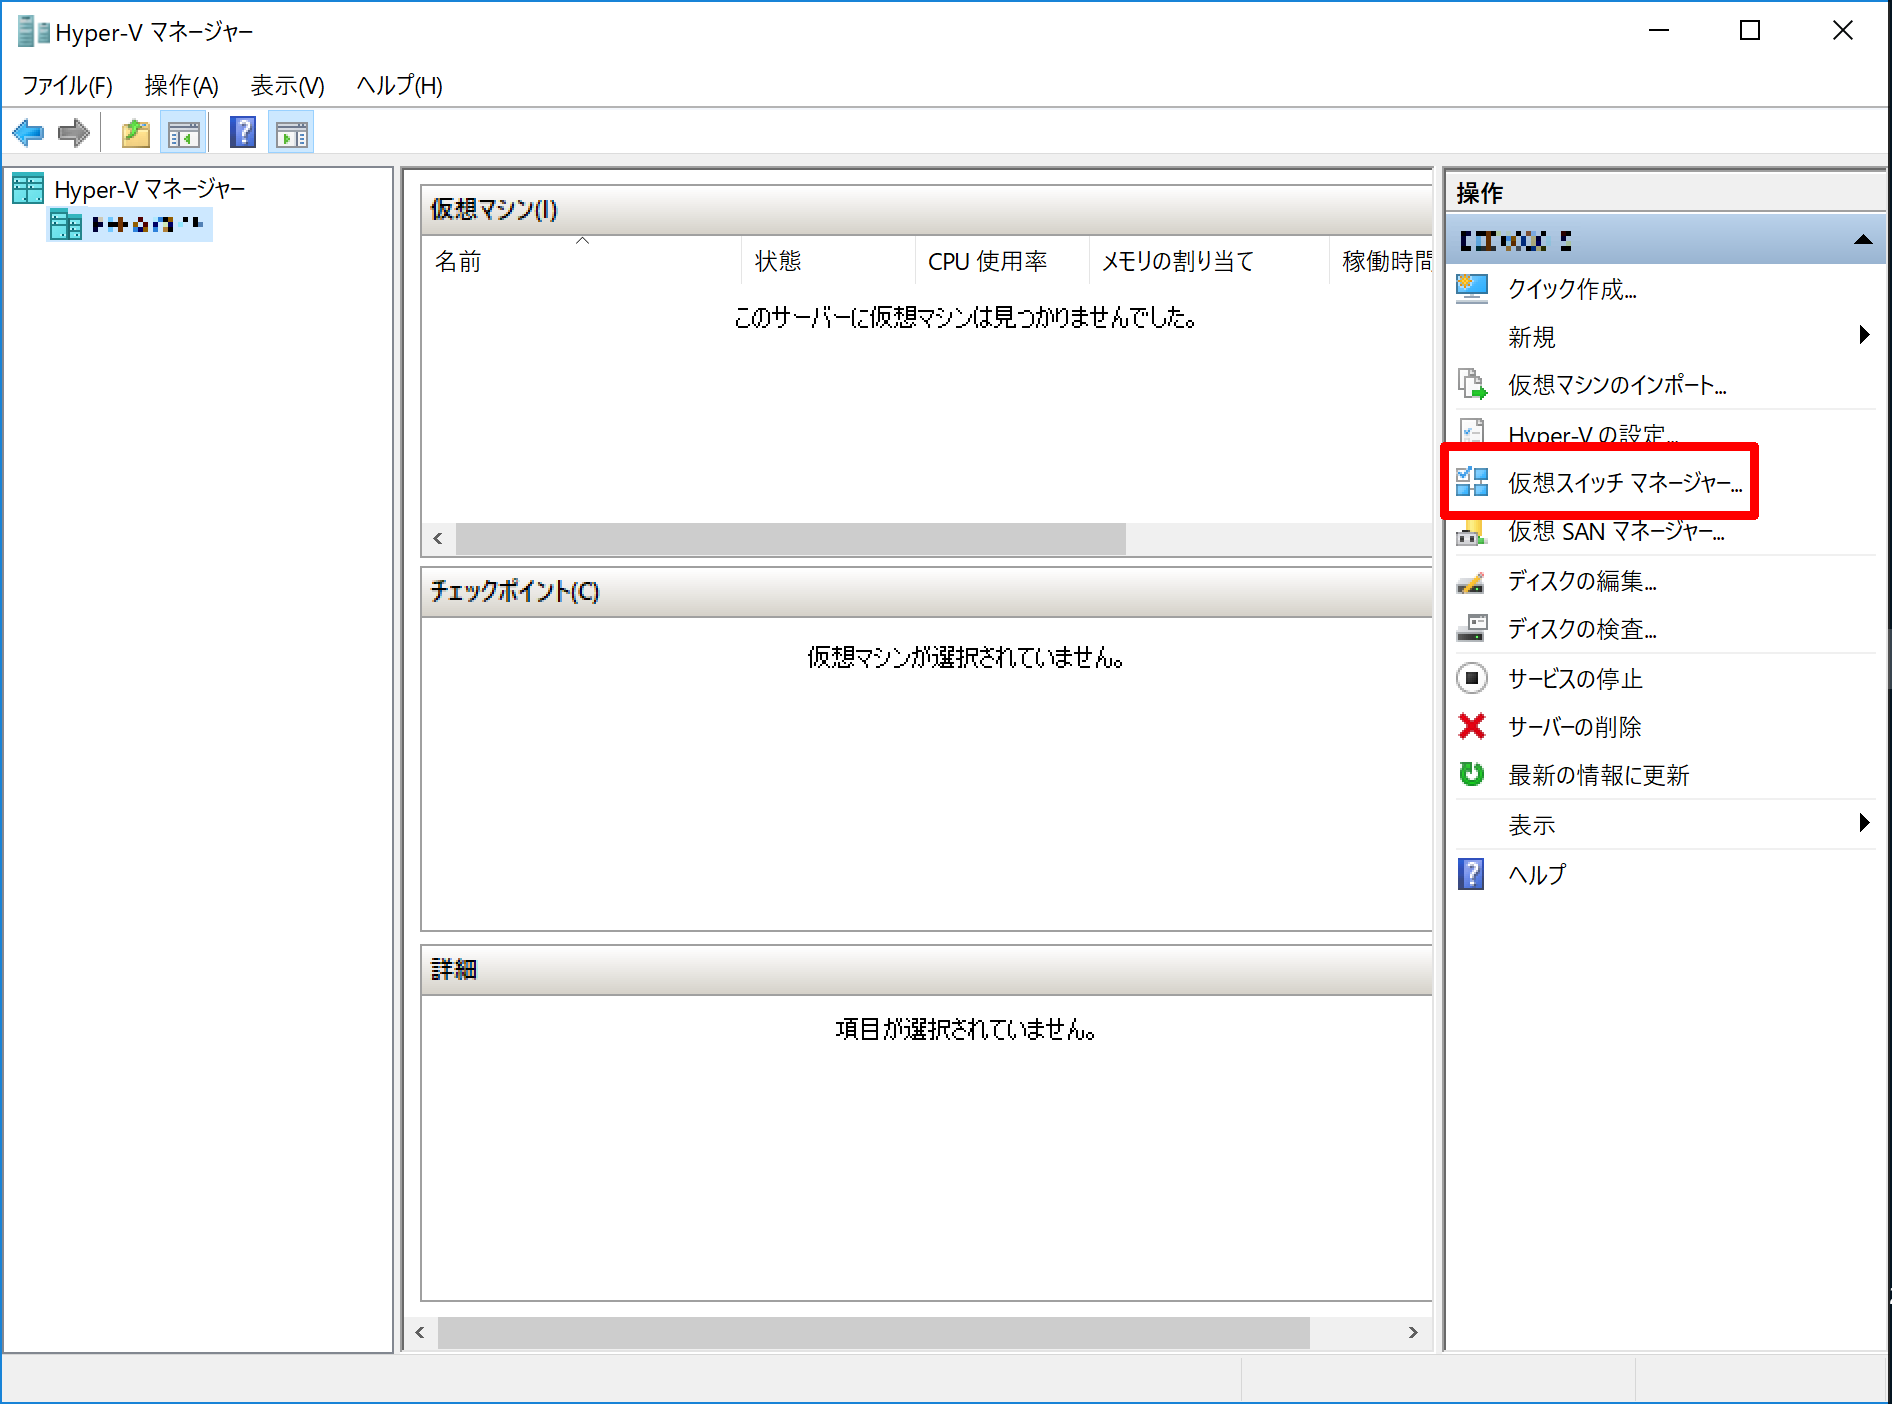 Hyper-V マネージャー
ファイル(F) 操作(A) 表示(V) ヘルプ(H)
Hyper-V マネージャー
仮想マシン(I)
名前 状態 CPU 使用率 メモリの割り当て 稼働時間
このサーバーに仮想マシンは見つかりませんでした。
チェックポイント(C)
仮想マシンが選択されていません。
詳細
項目が選択されていません。
操作
クイック作成...
新規
仮想マシンのインポート...
Hyper-V の設定...
仮想スイッチ マネージャー...
仮想 SAN マネージャー...
ディスクの編集...
ディスクの検査...
サービスの停止
サーバーの削除
最新の情報に更新
表示
ヘルプ